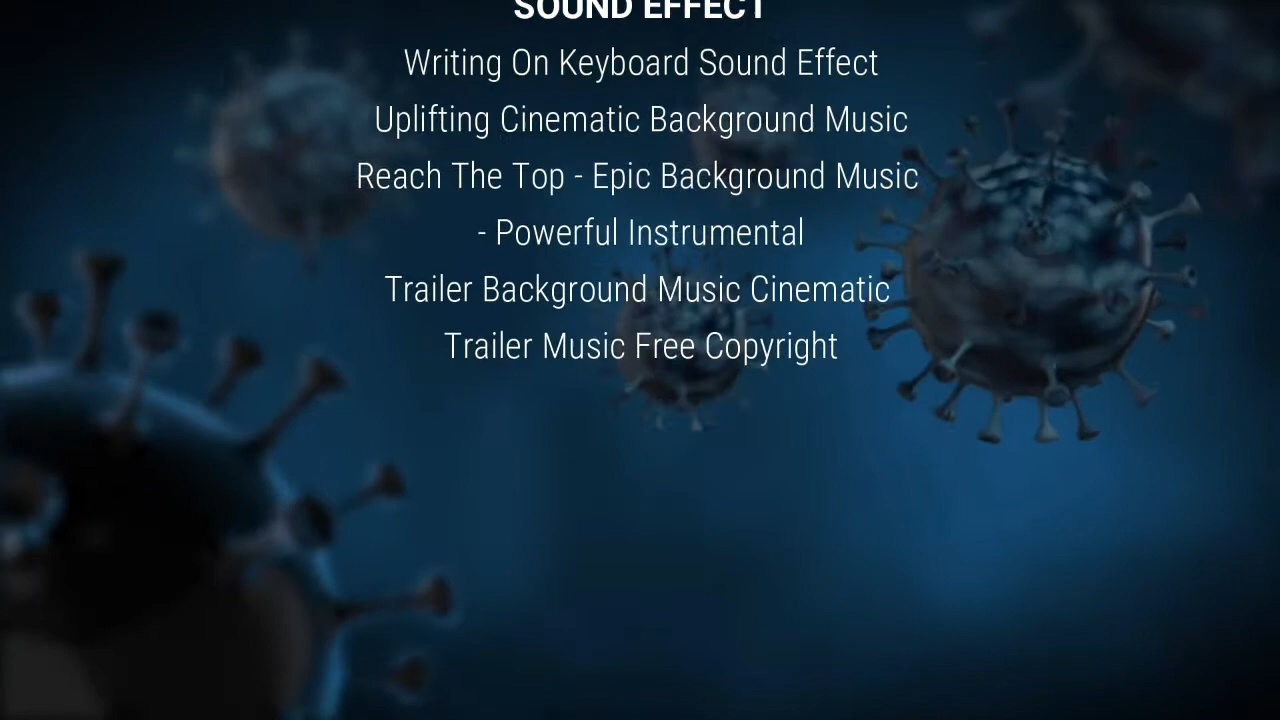 SOUND EFFECT
Writing On Keyboard Sound Effect
Uplifting Cinematic Background Music
Reach The Top - Epic Background Music
- Powerful Instrumental
Trailer Background Music Cinematic
Trailer Music Free Copyright